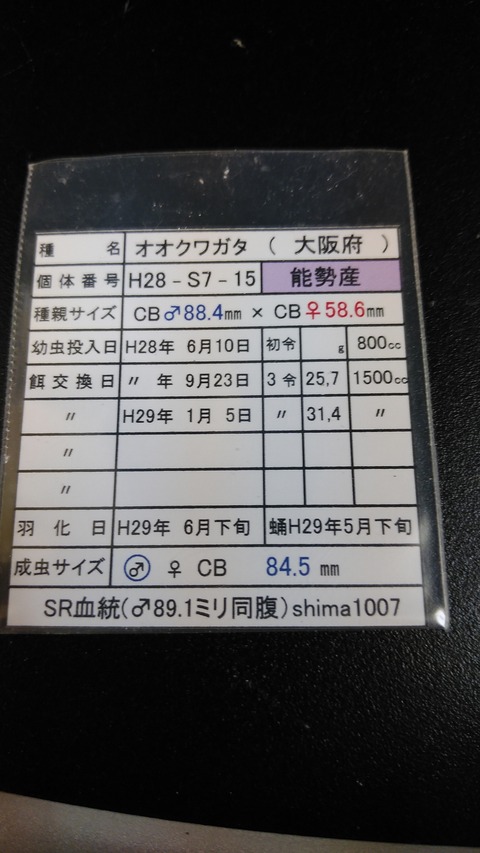 種 名 オオクワガタ ( 大阪府 )
個体番号 H28-S7-15 能勢産
種親サイズ CB♂88.4mm × CB♀58.6mm
幼虫投入日 H28年 6月10日 初令 g 800cc
餌交換日 〃 年 9月23日 3令 25,7 1500cc
〃 H29年 1月 5日 〃 31,4 〃
〃
〃
羽 化 日 H29年 6月下旬 蛹H29年5月下旬
成虫サイズ ♂ ♀ CB 84.5 mm
SR血統(♂89.1ミリ同腹)shima1007